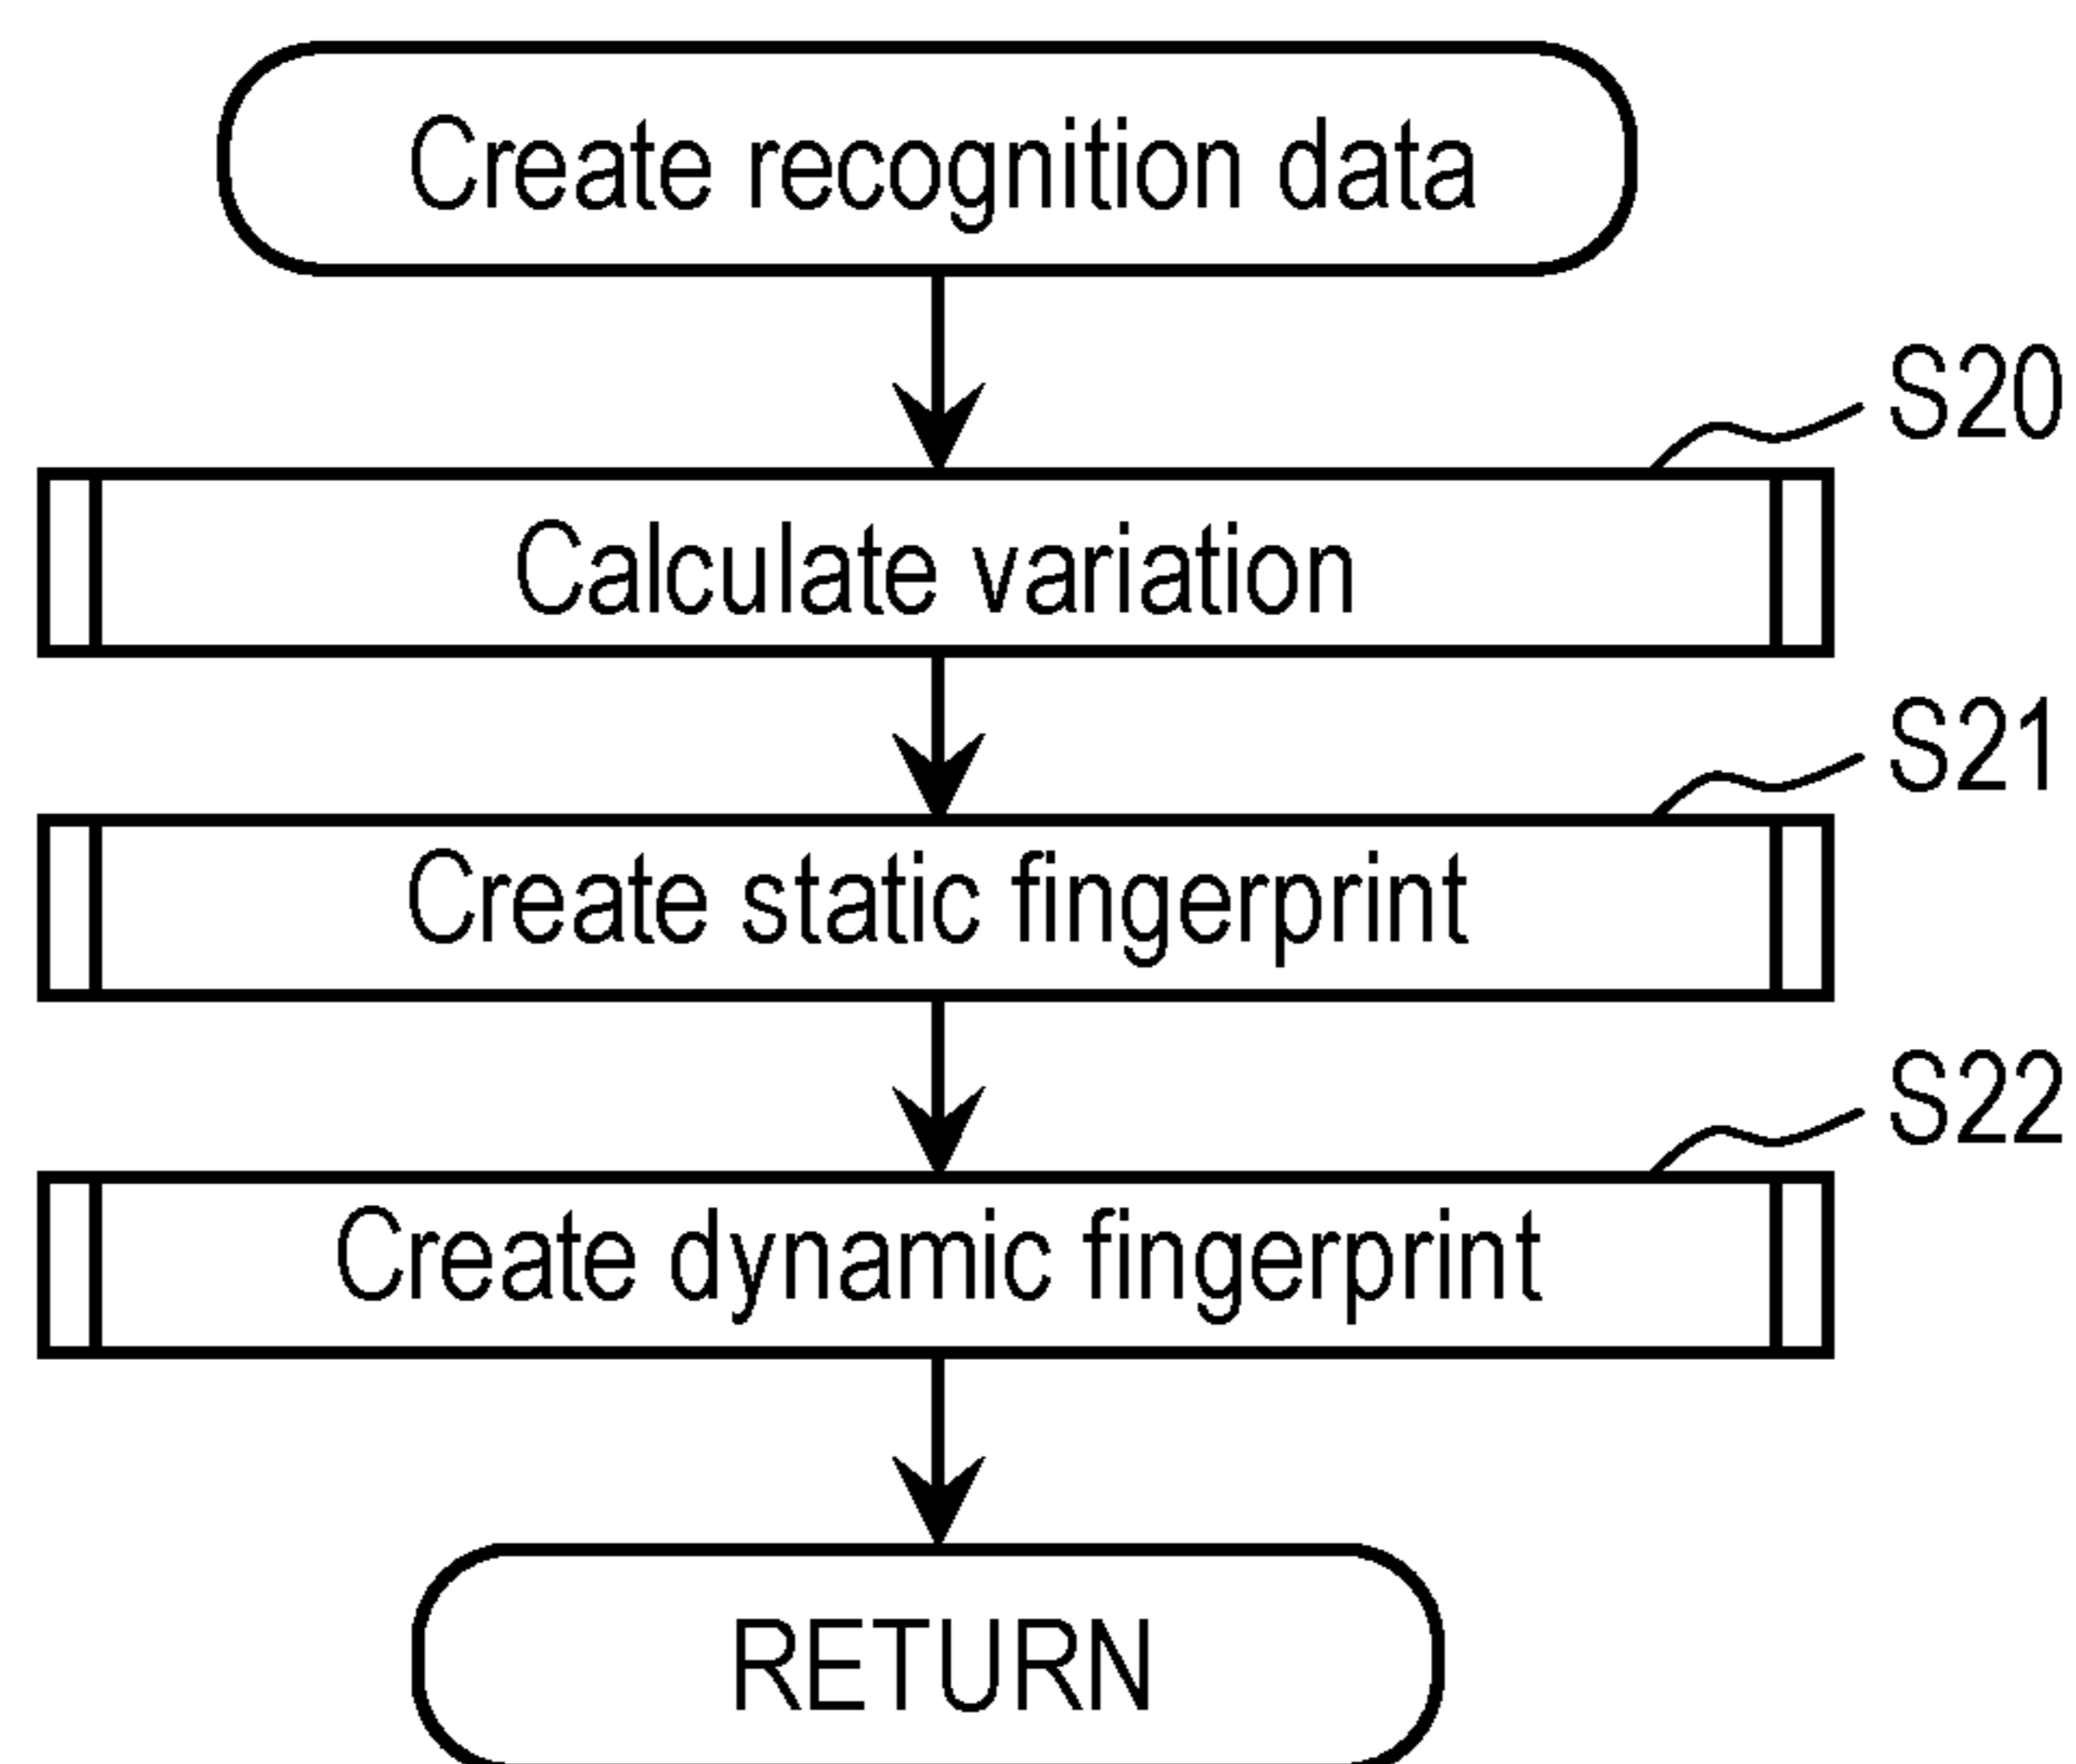 Create recognition data
S20
Calculate variation
S21
Create static fingerprint
S22
Create dynamic fingerprint
RETURN